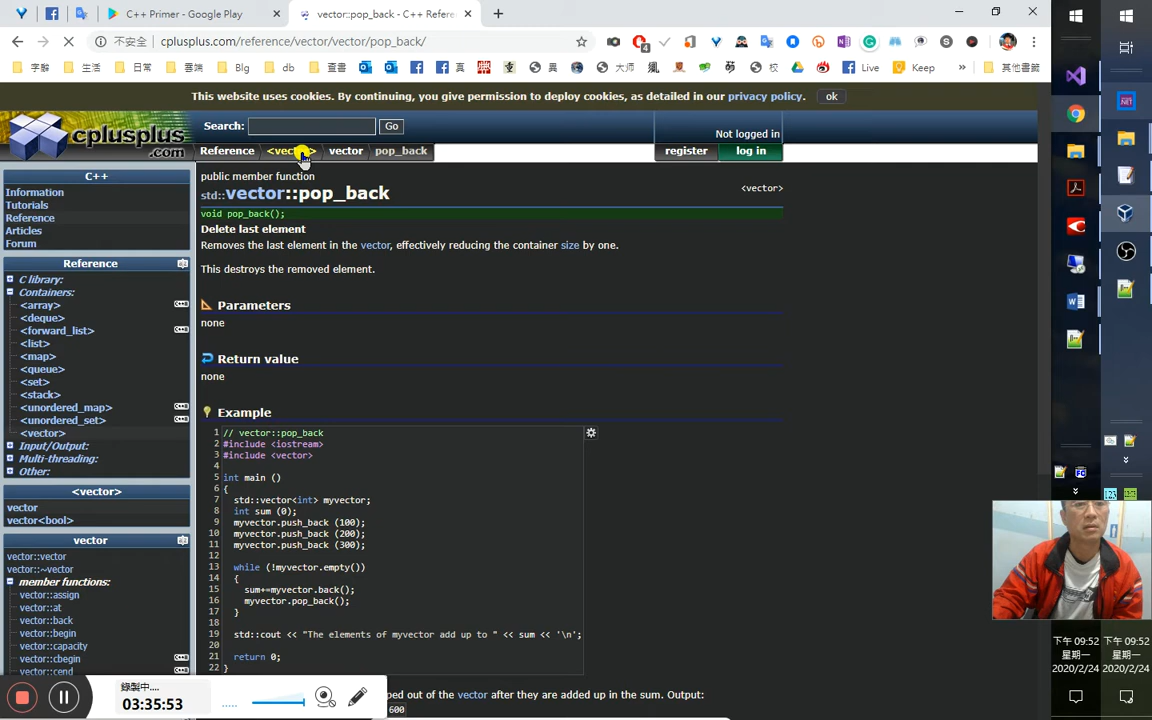 C++ Primer - Google Play
vector::pop_back - C++ Refere
不安全
cplusplus.com/reference/vector/vector/pop_back/
字辭
生活
日常
雲端
Blg
db
查書
真
異
大师
校
Live
Keep
»
其他書籤
This website uses cookies. By continuing, you give permission to deploy cookies, as detailed in our privacy policy.
ok
Search:
Go
Not logged in
cplusplus
.com
Reference
<vector>
vector
pop_back
register
log in
C++
Information
Tutorials
Reference
Articles
Forum
Reference
C library:
Containers:
<array>
<deque>
<forward_list>
<list>
<map>
<queue>
<set>
<stack>
<unordered_map>
<unordered_set>
<vector>
Input/Output:
Multi-threading:
Other:
<vector>
vector
vector<bool>
vector
vector::vector
vector::~vector
member functions:
vector::assign
vector::at
vector::back
vector::begin
vector::capacity
vector::cbegin
vector::cend
public member function
std::vector::pop_back
<vector>
void pop_back();
Delete last element
Removes the last element in the vector, effectively reducing the container size by one.
This destroys the removed element.
Parameters
none
Return value
none
Example
1 // vector::pop_back
2 #include <iostream>
3 #include <vector>
4
5 int main ()
6 {
7 std::vector<int> myvector;
8 int sum (0);
9 myvector.push_back (100);
10 myvector.push_back (200);
11 myvector.push_back (300);
12
13 while (!myvector.empty())
14 {
15 sum+=myvector.back();
16 myvector.pop_back();
17 }
18
19 std::cout << "The elements of myvector add up to " << sum << '\n';
20
21 return 0;
22 }
ped out of the vector after they are added up in the sum. Output:
600
錄製中....
03:35:53
下午 09:52
星期一
2020/2/24
下午 09:52
星期一
2020/2/24